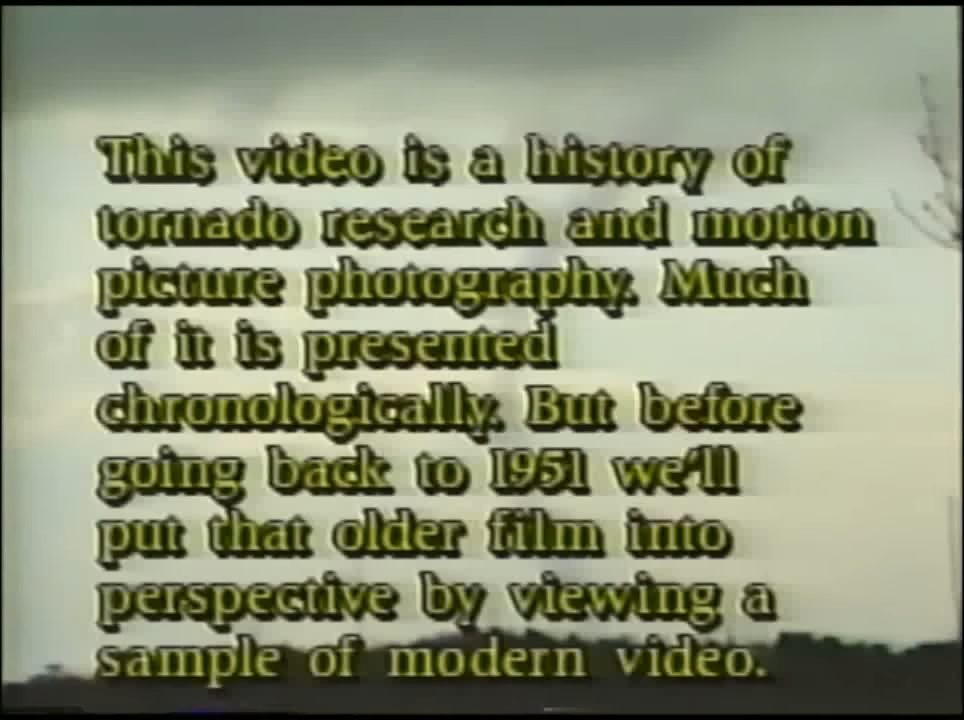 This video is a history of
tornado research and motion
picture photography. Much
of it is presented
chronologically. But before
going back to 1951 we'll
put that older film into
perspective by viewing a
sample of modern video.